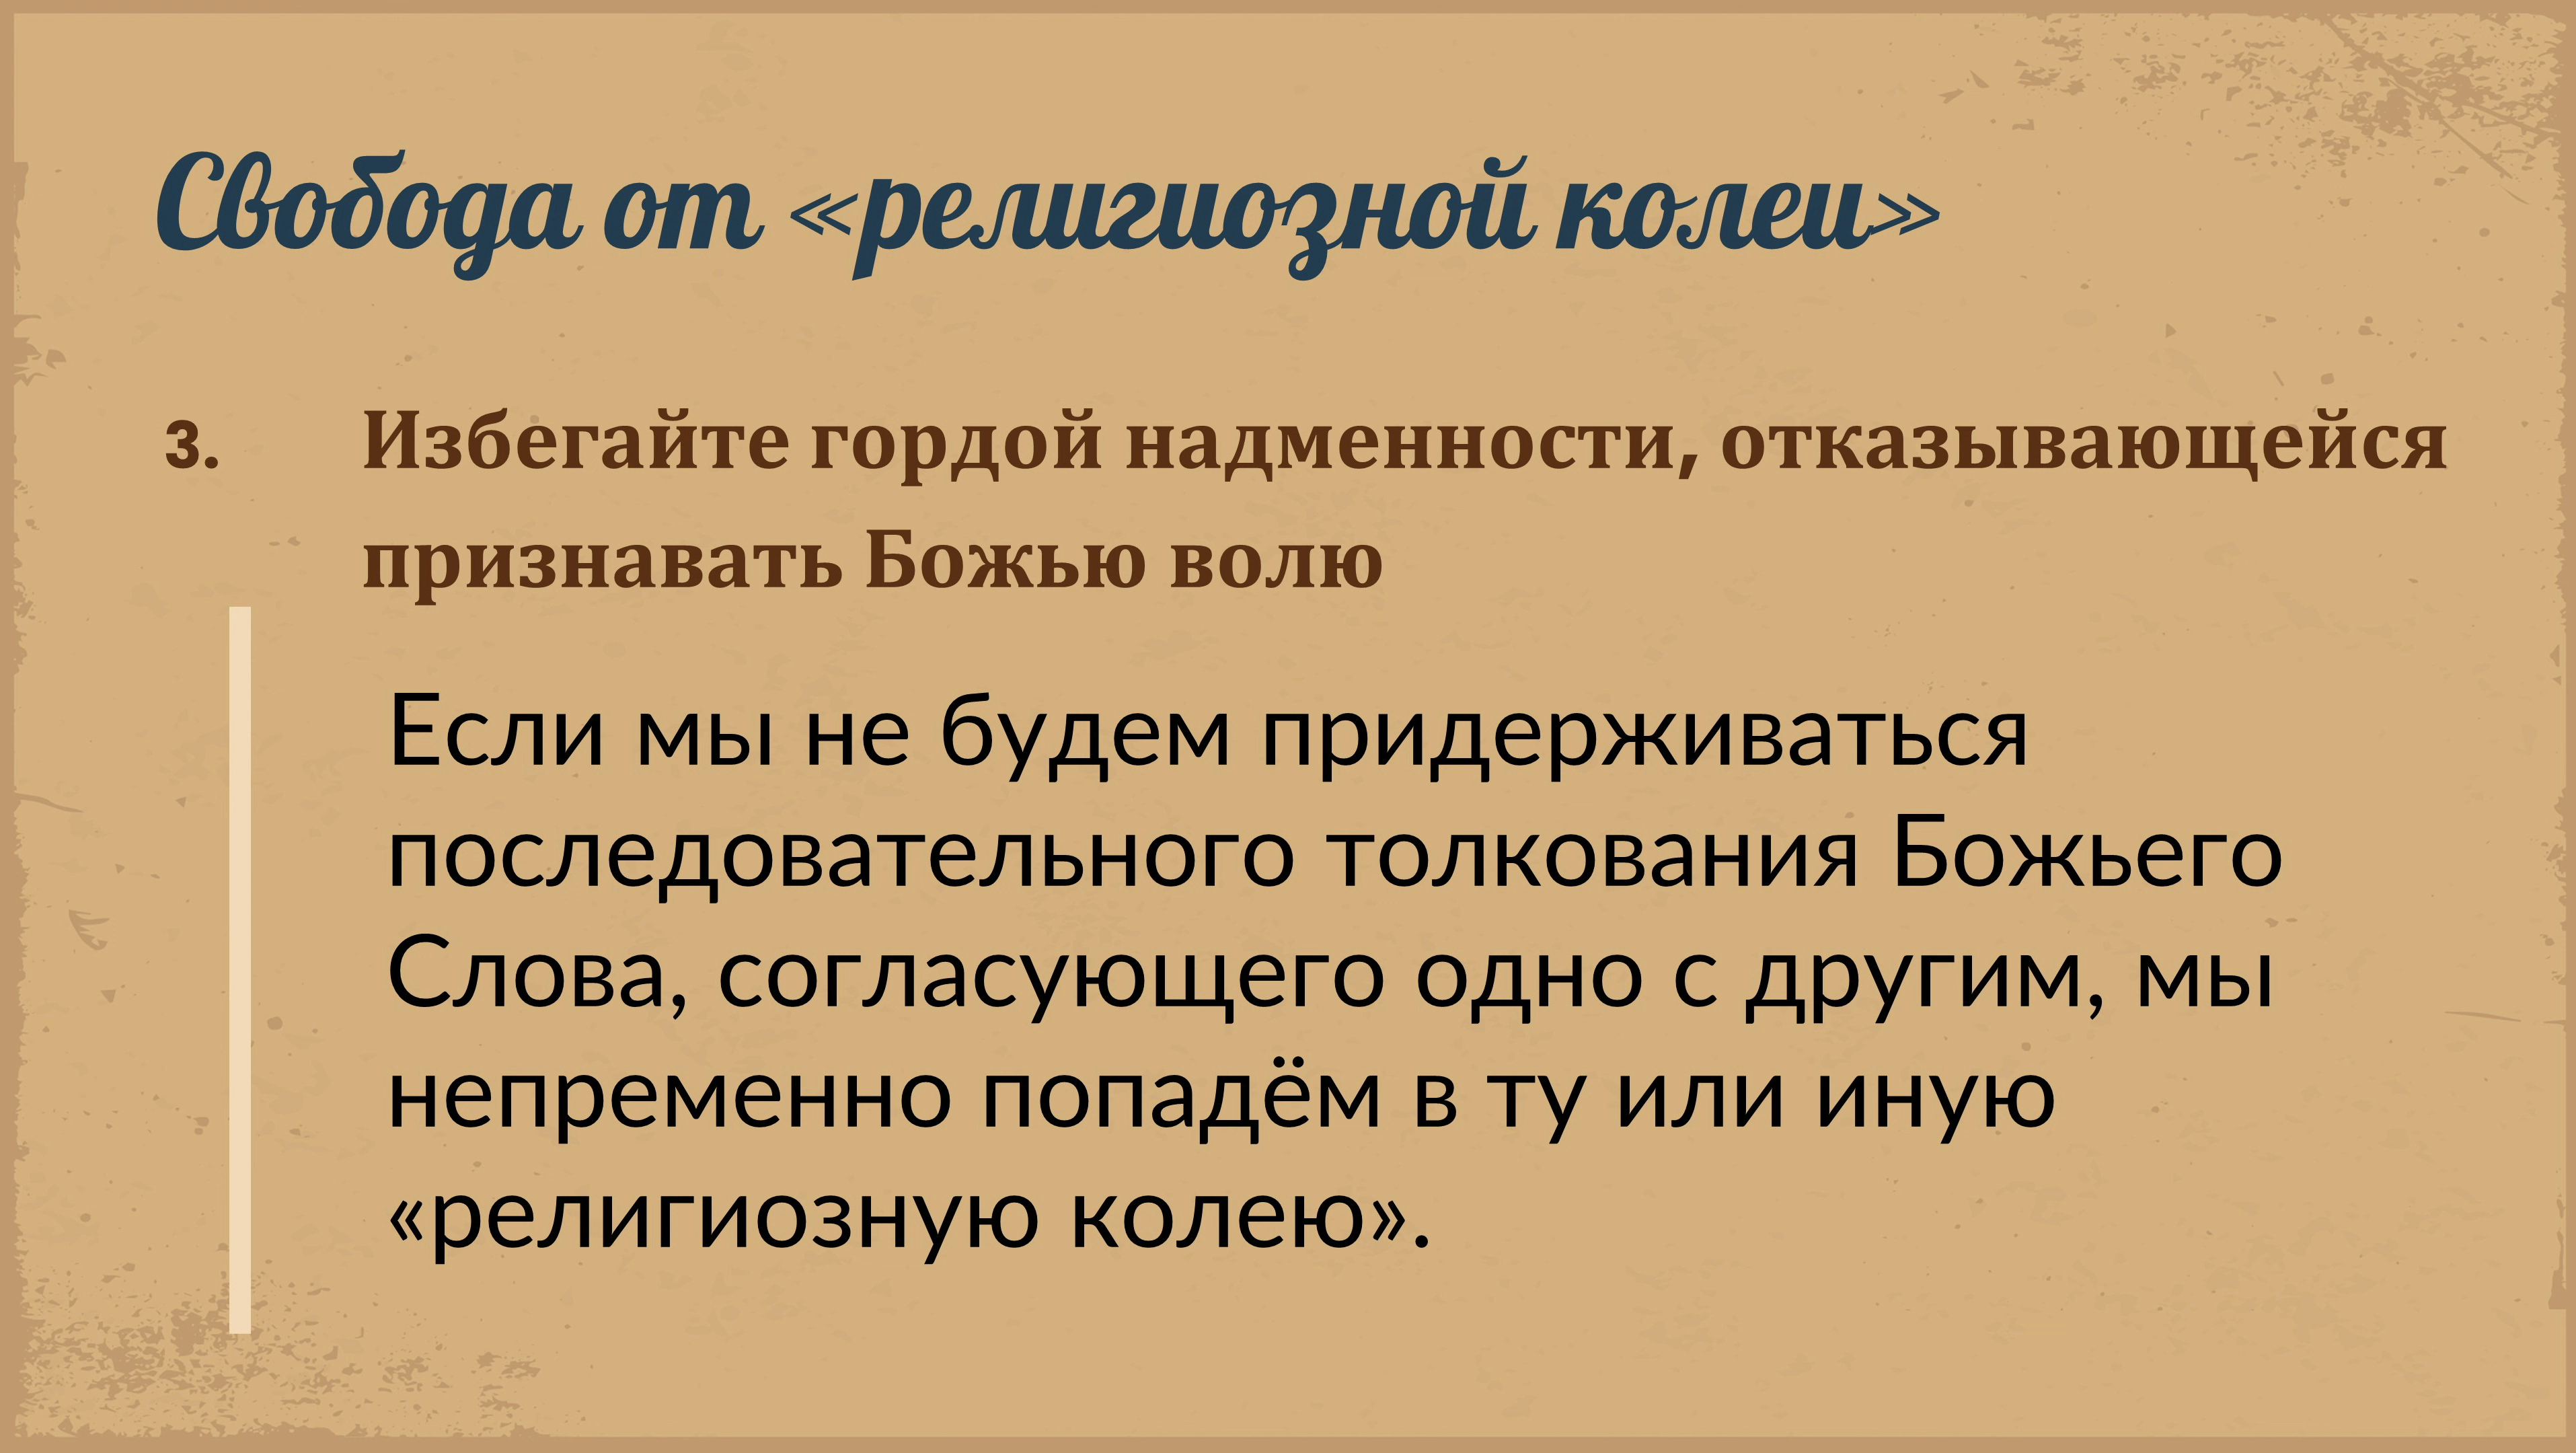 Свобода от «религиозной колеи»
3. Избегайте гордой надменности, отказывающейся
признавать Божью волю
Если мы не будем придерживаться
последовательного толкования Божьего
Слова, согласующего одно с другим, мы
непременно попадём в ту или иную
«религиозную колею».